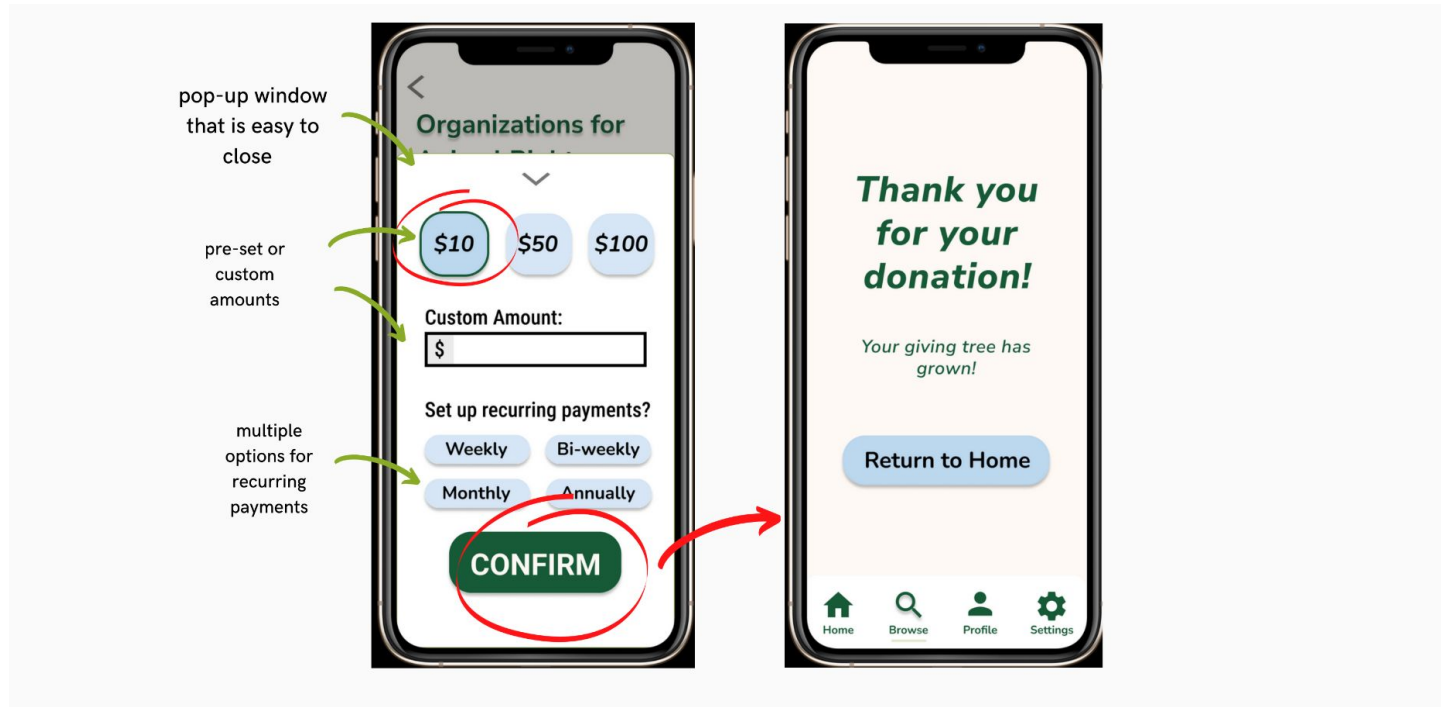 pop-up window
that is easy to
close
pre-set or
custom
amounts
multiple
options for
recurring
payments
Organizations for
$10
$50
$100
Custom Amount:
$
Set up recurring payments?
Weekly
Bi-weekly
Monthly
Annually
CONFIRM
Thank you
for your
donation!
Your giving tree has
grown!
Return to Home
Home
Browse
Profile
Settings